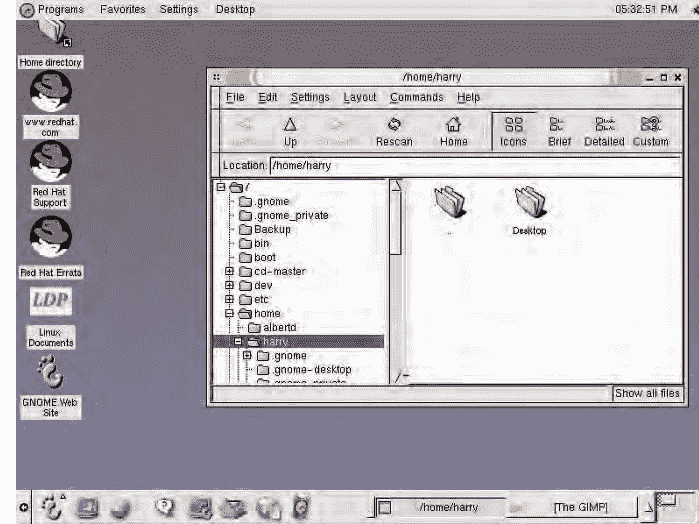 Programs Favorites Settings Desktop 05:32:51 PM
Home directory
www.redhat.
com
Red Hat
Support
Red Hat Errata
LDP
Linux
Documents
GNOME Web
Site
/home/harry
File Edit Settings Layout Commands Help
Up Rescan Home Icons Brief Detailed Custom
Location: /home/harry
/
.gnome
.gnome_private
Backup
bin
boot
cd-master
dev
etc
home
albertd
harry
.gnome
.gnome-desktop
.gnome_private
..
Desktop
Show all files
/home/harry [The GIMP]